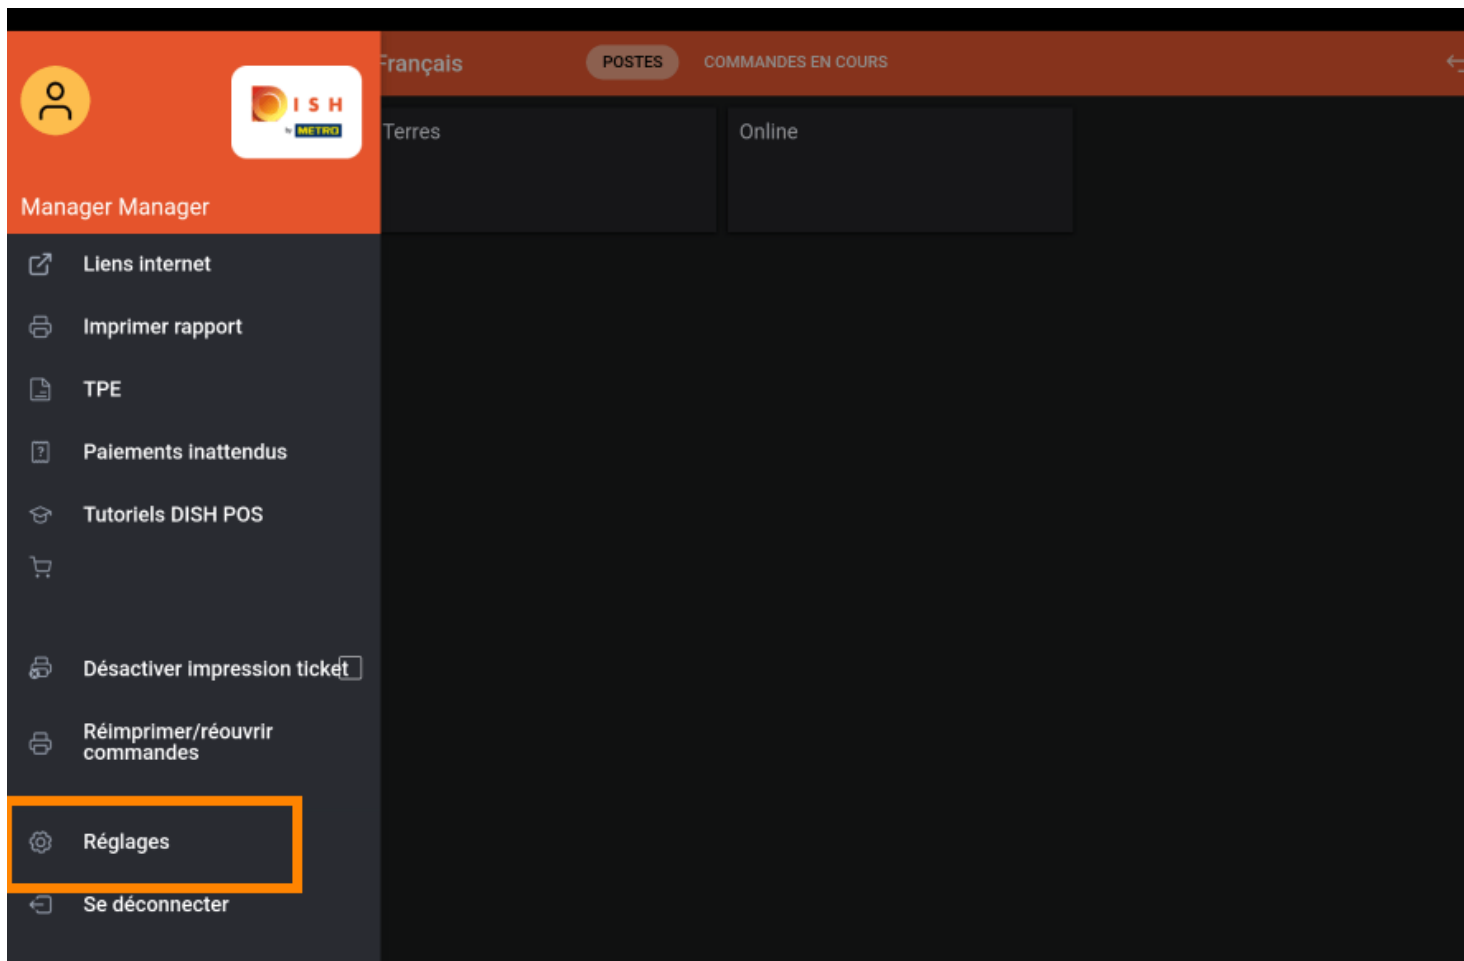 Français
POSTES
COMMANDES EN COURS
DISH
by METRO
Terres
Online
Manager Manager
Liens internet
Imprimer rapport
TPE
Paiements inattendus
?
Tutoriels DISH POS
Désactiver impression ticket
Réimprimer/réouvrir
commandes
Réglages
Se déconnecter